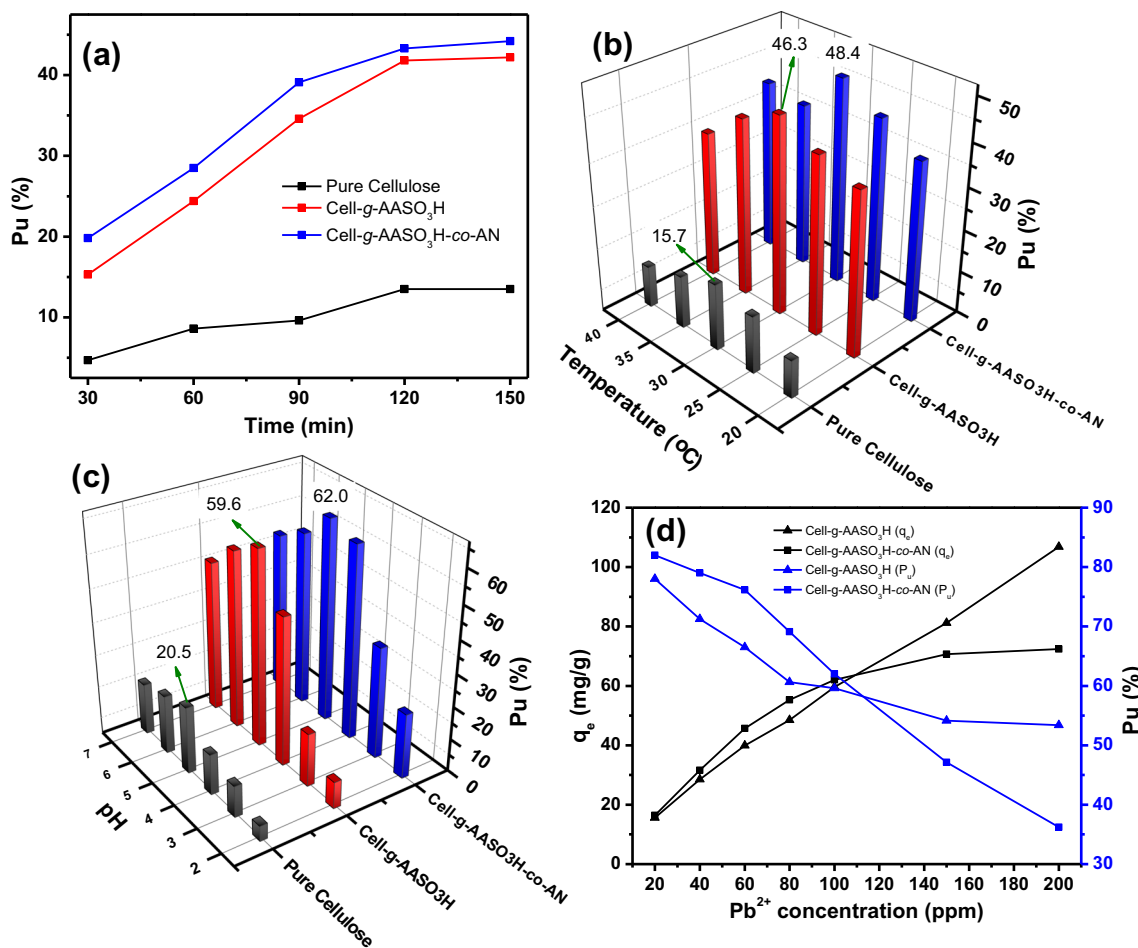 (a)
40
30
20
10
Pu (%)
Pure Cellulose
Cell-g-AASO₃H
Cell-g-AASO₃H-co-AN
30 60 90 120 150
Time (min)
(b)
46.3
48.4
15.7
50
40
30
20
10
0
Pu (%)
40
35
30
25
20
Temperature (ºC)
Cell-g-AASO3H-co-AN
Cell-g-AASO3H
Pure Cellulose
(c)
59.6
62.0
20.5
60
50
40
30
20
10
0
Pu (%)
7
6
5
4
3
2
pH
Cell-g-AASO3H-co-AN
Cell-g-AASO3H
Pure Cellulose
(d)
120
100
80
60
40
20
0
qₑ (mg/g)
Cell-g-AASO₃H (qₑ)
Cell-g-AASO₃H-co-AN (qₑ)
Cell-g-AASO₃H (Pᵤ)
Cell-g-AASO₃H-co-AN (Pᵤ)
90
80
70
60
50
40
30
Pu (%)
20 40 60 80 100 120 140 160 180 200
Pb²⁺ concentration (ppm)